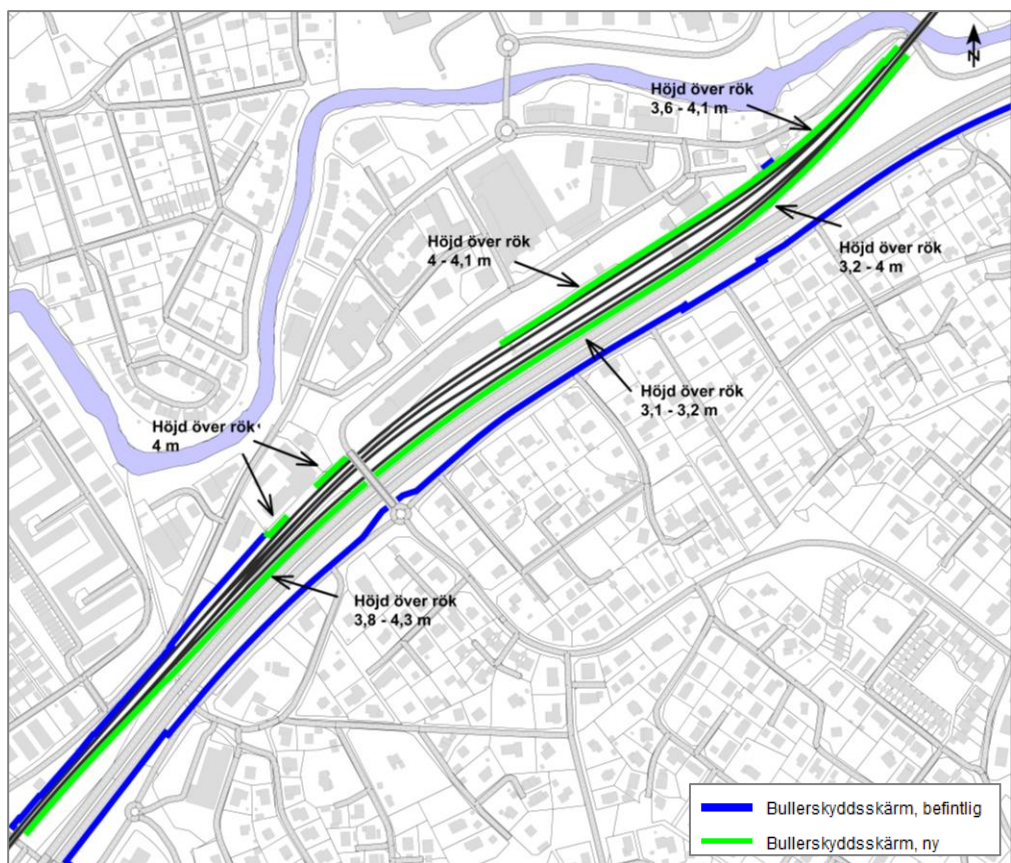 N
Höjd över rök
3,6 - 4,1 m
Höjd över rök
4 - 4,1 m
Höjd över rök
3,2 - 4 m
Höjd över rök
3,1 - 3,2 m
Höjd över rök
4 m
Höjd över rök
3,8 - 4,3 m
Bullerskyddsskärm, befintlig
Bullerskyddsskärm, ny